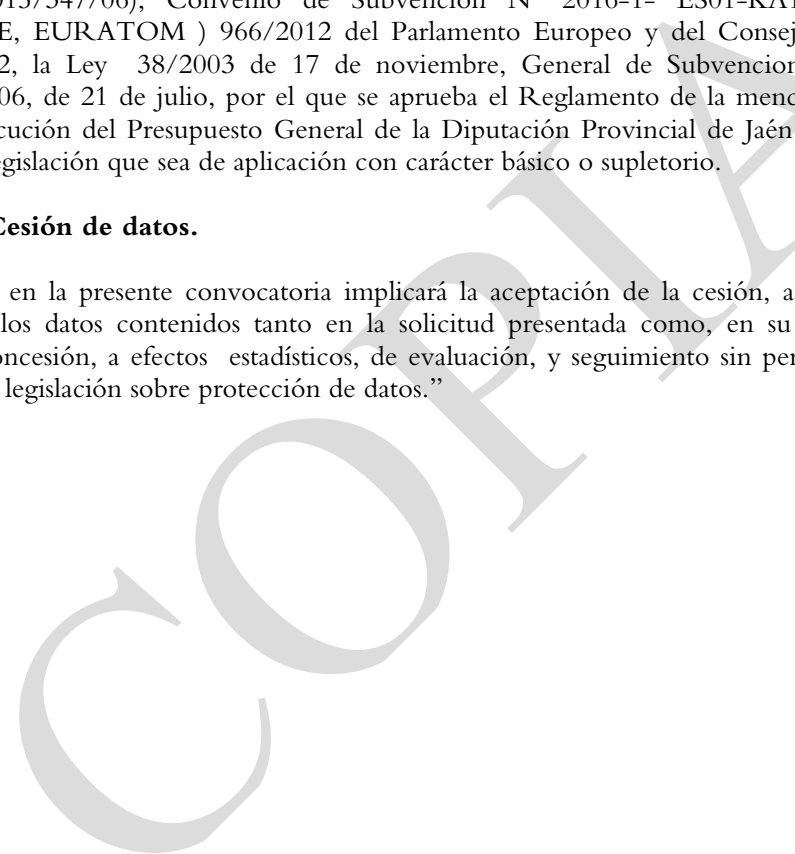 Convenio de Subvención Nº 2016-1- ES01-KA1
E, EURATOM ) 966/2012 del Parlamento Europeo y del Consej
2, la Ley 38/2003 de 17 de noviembre, General de Subvencion
06, de 21 de julio, por el que se aprueba el Reglamento de la menc
cución del Presupuesto General de la Diputación Provincial de Jaén
egislación que sea de aplicación con carácter básico o supletorio.
Cesión de datos.
en la presente convocatoria implicará la aceptación de la cesión, a
los datos contenidos tanto en la solicitud presentada como, en su
oncesión, a efectos estadísticos, de evaluación, y seguimiento sin per
legislación sobre protección de datos.”
COPIA